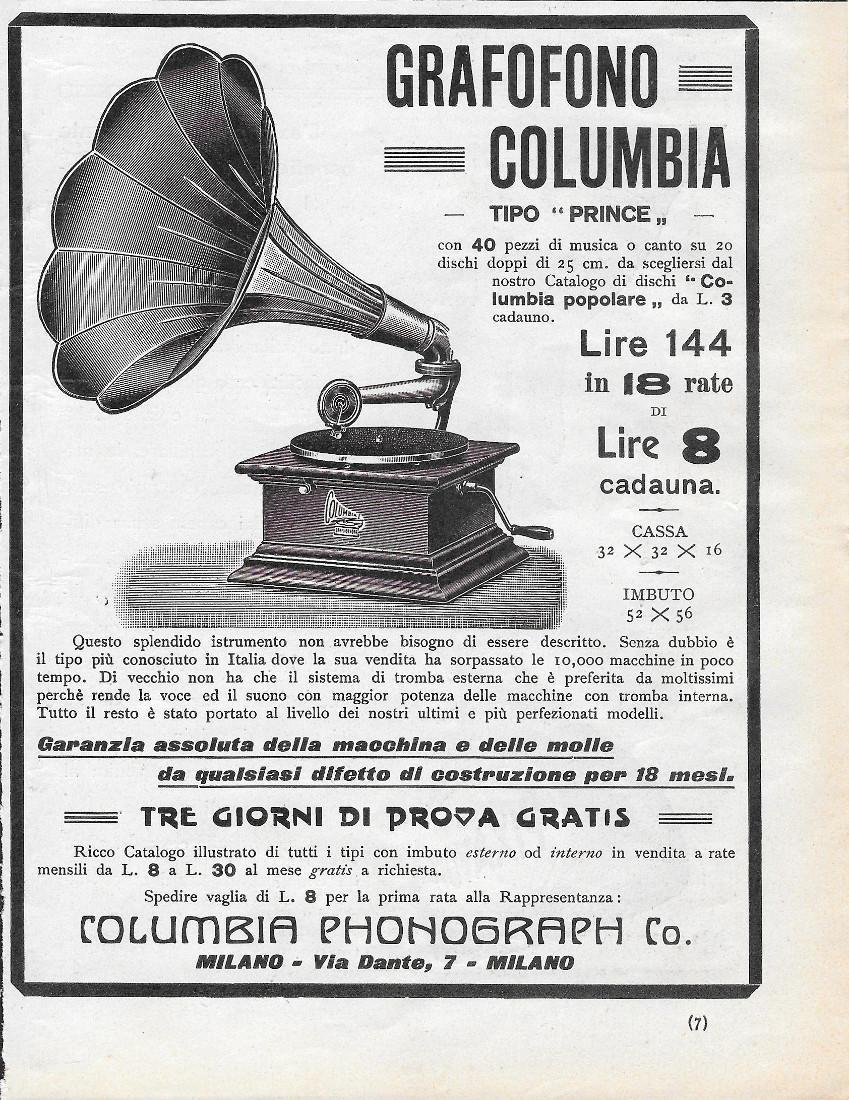 GRAFOFONO
COLUMBIA
— TIPO “ PRINCE „ —
con 40 pezzi di musica o canto su 20
dischi doppi di 25 cm. da scegliersi dal
nostro Catalogo di dischi “ Co-
lumbia popolare „ da L. 3
cadauno.
Lire 144
in 18 rate
DI
Lire 8
cadauna.
CASSA
32 × 32 × 16
IMBUTO
52 × 56
COLUMBIA
Questo splendido istrumento non avrebbe bisogno di essere descritto. Senza dubbio è
il tipo più conosciuto in Italia dove la sua vendita ha sorpassato le 10,000 macchine in poco
tempo. Di vecchio non ha che il sistema di tromba esterna che è preferita da moltissimi
perchè rende la voce ed il suono con maggior potenza delle macchine con tromba interna.
Tutto il resto è stato portato al livello dei nostri ultimi e più perfezionati modelli.
Garanzia assoluta della macchina e delle molle
da qualsiasi difetto di costruzione per 18 mesi.
TRE GIORNI DI PROVA GRATIS
Ricco Catalogo illustrato di tutti i tipi con imbuto esterno od interno in vendita a rate
mensili da L. 8 a L. 30 al mese gratis a richiesta.
Spedire vaglia di L. 8 per la prima rata alla Rappresentanza:
COLUMBIA PHONOGRAPH Co.
MILANO - Via Dante, 7 - MILANO
(7)